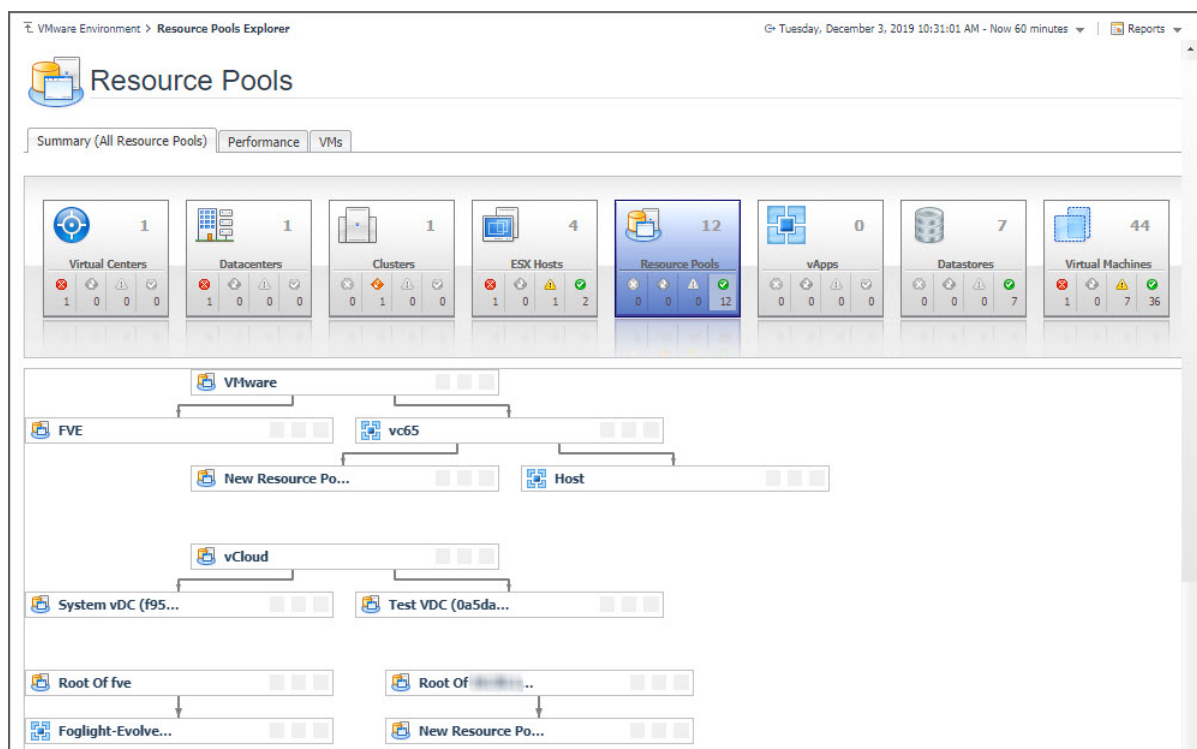 VMware Environment > Resource Pools Explorer Tuesday, December 3, 2019 10:31:01 AM - Now 60 minutes Reports
Resource Pools
Summary (All Resource Pools) Performance VMs
1 1 1 4 12 0 7 44
Virtual Centers Datacenters Clusters ESX Hosts Resource Pools vApps Datastores Virtual Machines
1 0 0 0 1 0 0 0 0 1 0 0 1 0 1 2 0 0 0 12 0 0 0 0 0 0 0 7 1 0 7 36
VMware
FVE vc65
New Resource Po... Host
vCloud
System vDC (f95... Test VDC (0a5da...
Root Of fve Root Of ...
Foglight-Evolve... New Resource Po...